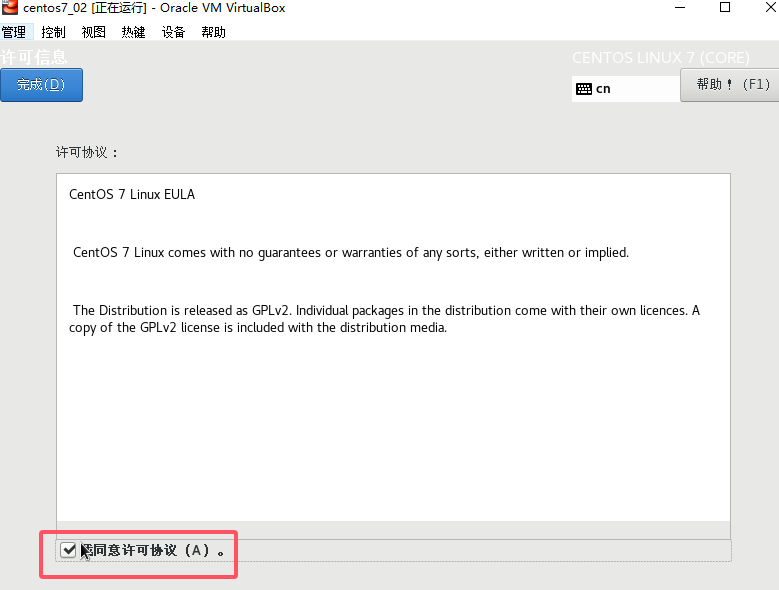 centos7_02 [正在运行] - Oracle VM VirtualBox
管理 控制 视图 热键 设备 帮助
许可信息 CENTOS LINUX 7 (CORE)
完成(D) cn 帮助！ (F1)
许可协议：
CentOS 7 Linux EULA
CentOS 7 Linux comes with no guarantees or warranties of any sorts, either written or implied.
The Distribution is released as GPLv2. Individual packages in the distribution come with their own licences. A
copy of the GPLv2 license is included with the distribution media.
同意许可协议（A）。